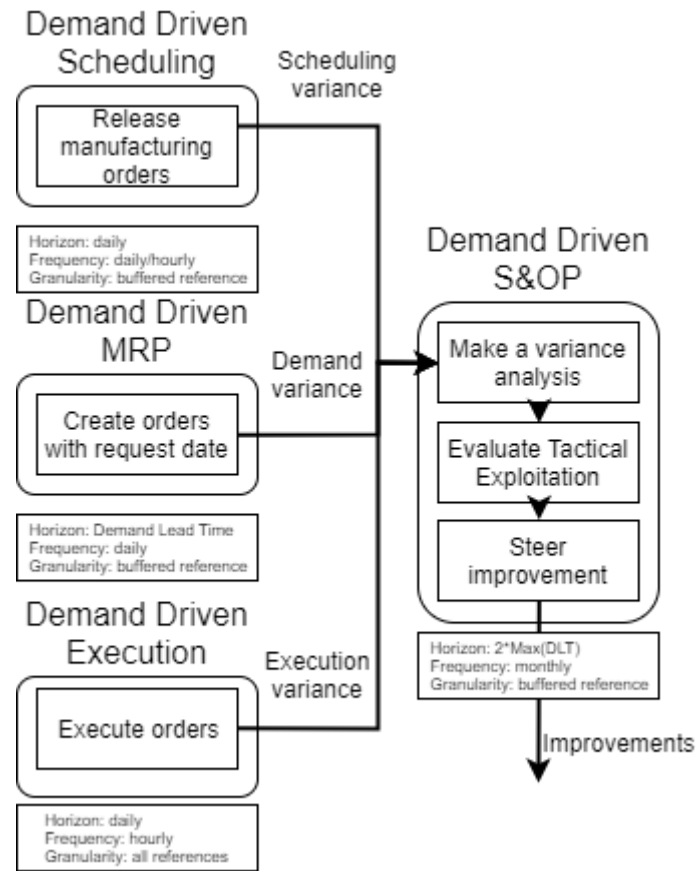 Demand Driven
Scheduling
Release
manufacturing
orders
Scheduling
variance
Horizon: daily
Frequency: daily/hourly
Granularity: buffered reference
Demand Driven
MRP
Create orders
with request date
Demand
variance
Horizon: Demand Lead Time
Frequency: daily
Granularity: buffered reference
Demand Driven
Execution
Execute orders
Execution
variance
Horizon: daily
Frequency: hourly
Granularity: all references
Demand Driven
S&OP
Make a variance
analysis
Evaluate Tactical
Exploitation
Steer
improvement
Horizon: 2*Max(DLT)
Frequency: monthly
Granularity: buffered reference
Improvements